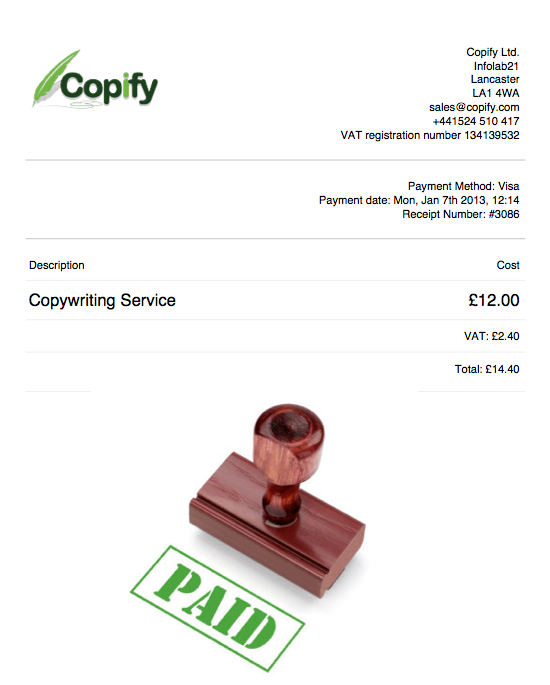 Copify
Copify Ltd.
Infolab21
Lancaster
LA1 4WA
sales@copify.com
+441524 510 417
VAT registration number 134139532
Payment Method: Visa
Payment date: Mon, Jan 7th 2013, 12:14
Receipt Number: #3086
Description Cost
Copywriting Service £12.00
VAT: £2.40
Total: £14.40
PAID